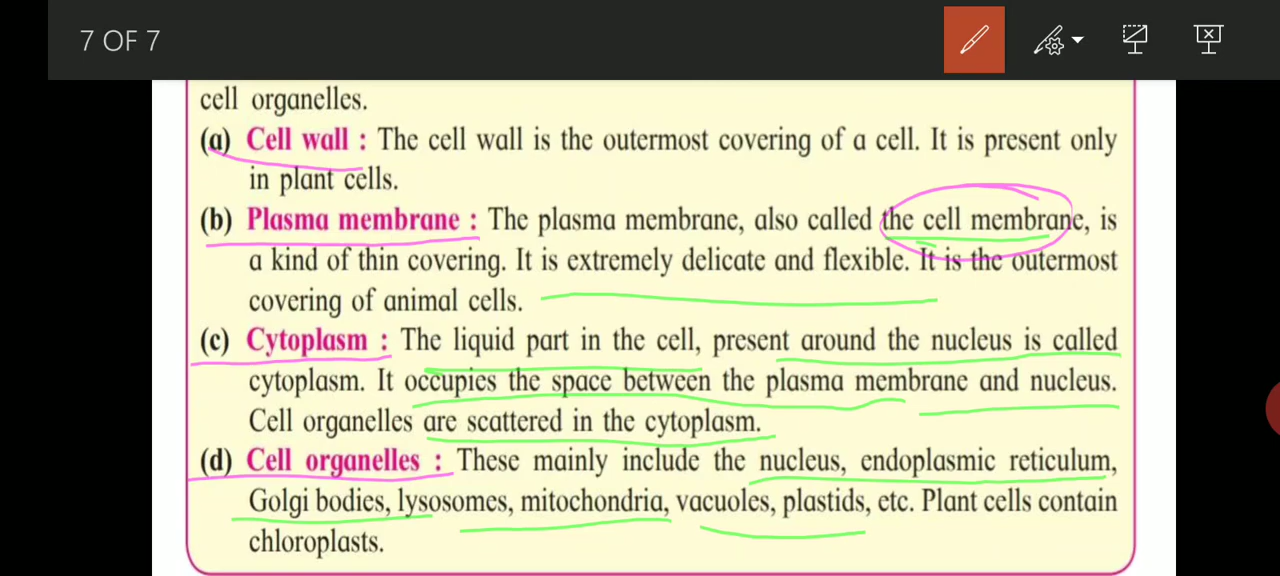 7 OF 7
cell organelles.
(a) Cell wall : The cell wall is the outermost covering of a cell. It is present only
in plant cells.
(b) Plasma membrane : The plasma membrane, also called the cell membrane, is
a kind of thin covering. It is extremely delicate and flexible. It is the outermost
covering of animal cells.
(c) Cytoplasm : The liquid part in the cell, present around the nucleus is called
cytoplasm. It occupies the space between the plasma membrane and nucleus.
Cell organelles are scattered in the cytoplasm.
(d) Cell organelles : These mainly include the nucleus, endoplasmic reticulum,
Golgi bodies, lysosomes, mitochondria, vacuoles, plastids, etc. Plant cells contain
chloroplasts.